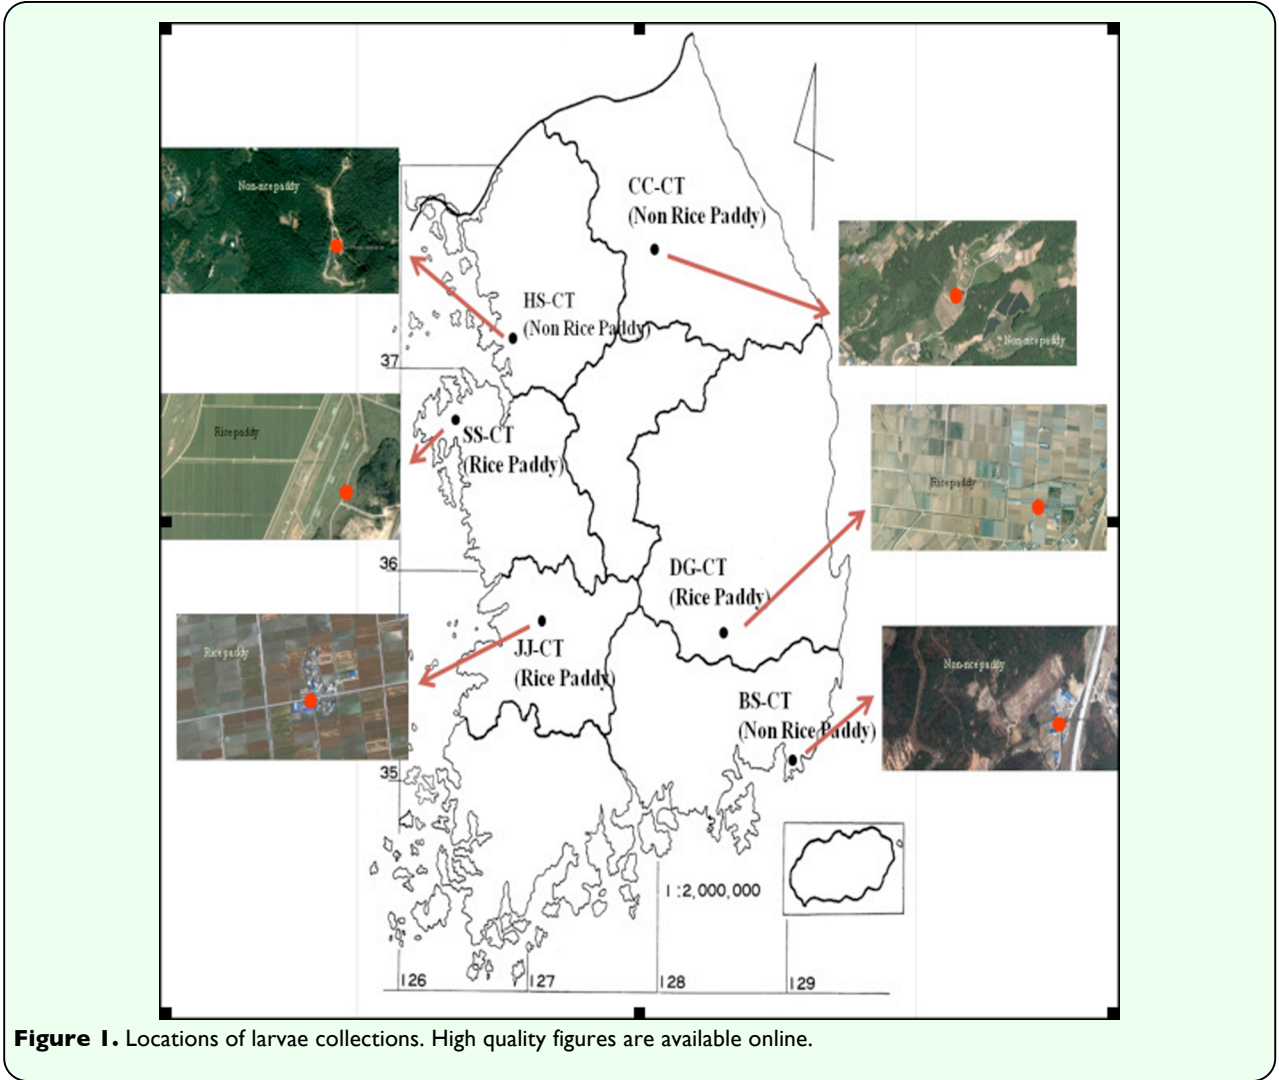 Non-rice paddy
CC-CT
(Non Rice Paddy)
HS-CT
(Non Rice Paddy)
Non-rice paddy
37
Rice paddy
SS-CT
(Rice Paddy)
Rice paddy
36
DG-CT
(Rice Paddy)
Rice paddy
JJ-CT
(Rice Paddy)
Non-rice paddy
BS-CT
(Non Rice Paddy)
35
1:2,000,000
126
127
128
129
Figure 1. Locations of larvae collections. High quality figures are available online.